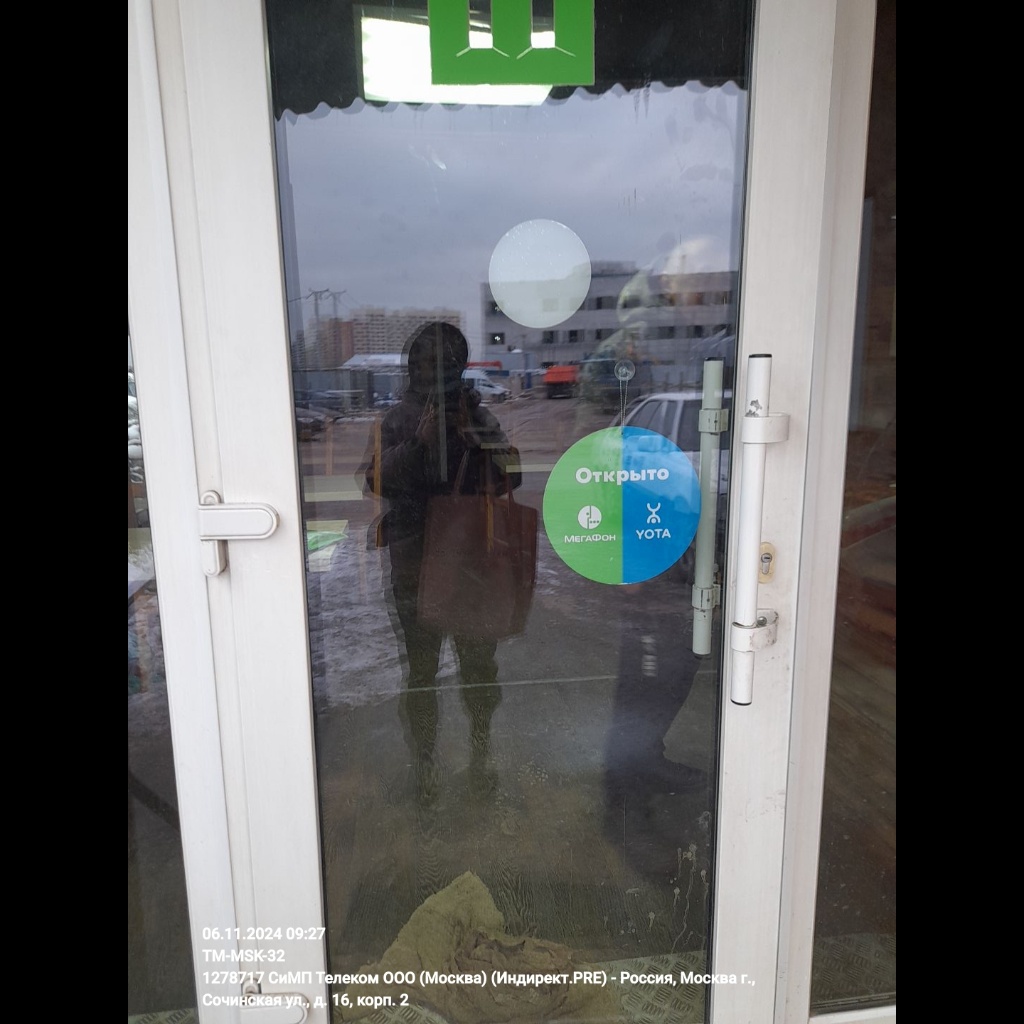 Открыто
МЕГАФОН
YOTA
06.11.2024 09:27
TM-MSK-32
1278717 СиМП Телеком ООО (Москва) (Индирект.PRE) - Россия, Москва г.,
Сочинская ул., д. 16, корп. 2